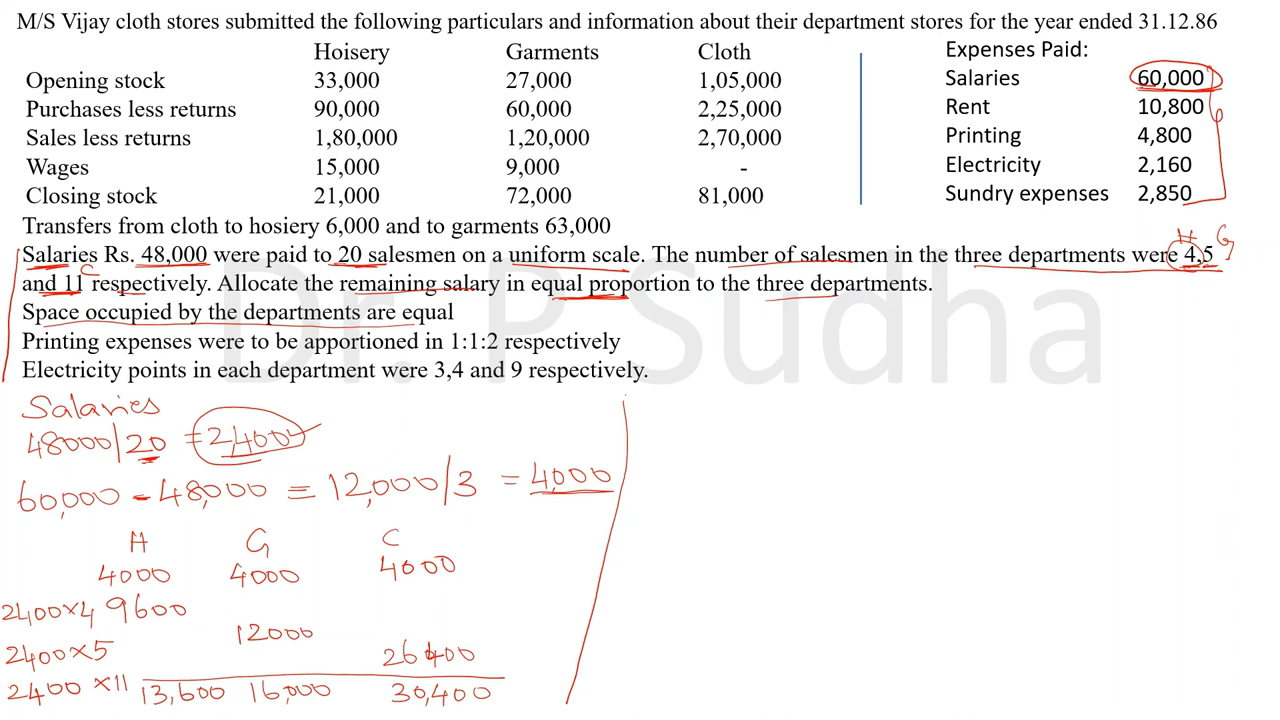 M/S Vijay cloth stores submitted the following particulars and information about their department stores for the year ended 31.12.86
Hoisery Garments Cloth
Opening stock 33,000 27,000 1,05,000
Purchases less returns 90,000 60,000 2,25,000
Sales less returns 1,80,000 1,20,000 2,70,000
Wages 15,000 9,000 -
Closing stock 21,000 72,000 81,000
Expenses Paid:
Salaries 60,000
Rent 10,800
Printing 4,800
Electricity 2,160
Sundry expenses 2,850
Transfers from cloth to hosiery 6,000 and to garments 63,000
H G
Salaries Rs. 48,000 were paid to 20 salesmen on a uniform scale. The number of salesmen in the three departments were 4,5
C
and 11 respectively. Allocate the remaining salary in equal proportion to the three departments.
Space occupied by the departments are equal
Printing expenses were to be apportioned in 1:1:2 respectively
Electricity points in each department were 3,4 and 9 respectively.
Dr. P Sudha
Salaries
48000/20 = 2,400
60,000 - 48,000 = 12,000/3 = 4,000
H G C
4000 4000 4000
2400×4 9600
12000
2400×5
26400
2400 ×11 13,600 16,000 30,400